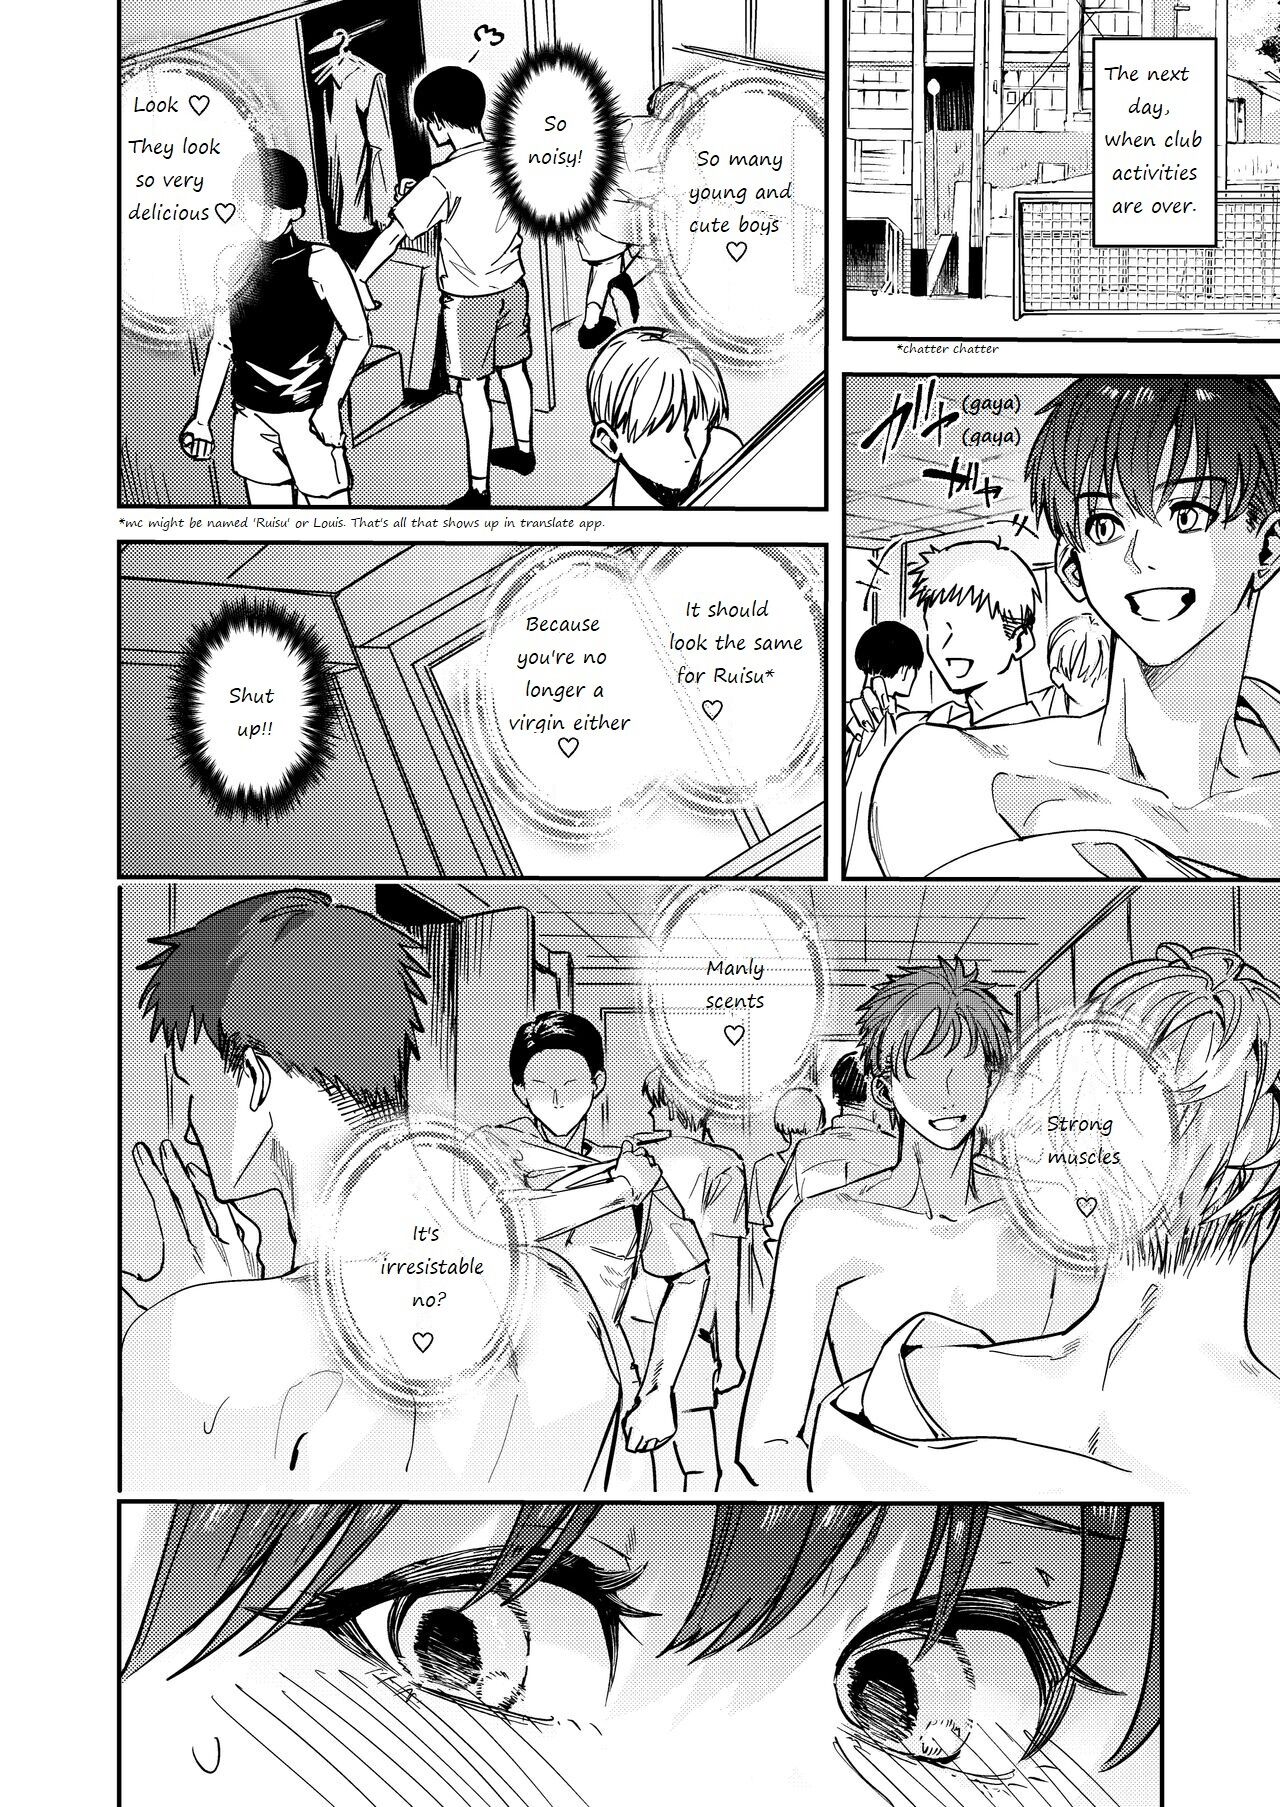 The next
day,
When club
activities
are over.
*chatter chatter
ガヤ
(gaya)
(gaya)
ガヤ
So many
young and
cute boys
♡
So
noisy!
Look ♡
They look
so very
delicious ♡
*mc might be named 'Ruisu' or Louis. That's all that shows up in translate app.
It should
look the same
for Ruisu*
♡
Because
you're no
longer a
virgin either
♡
Shut
up!!
Manly
scents
♡
Strong
muscles
♡
It's
irresistable
no?
♡